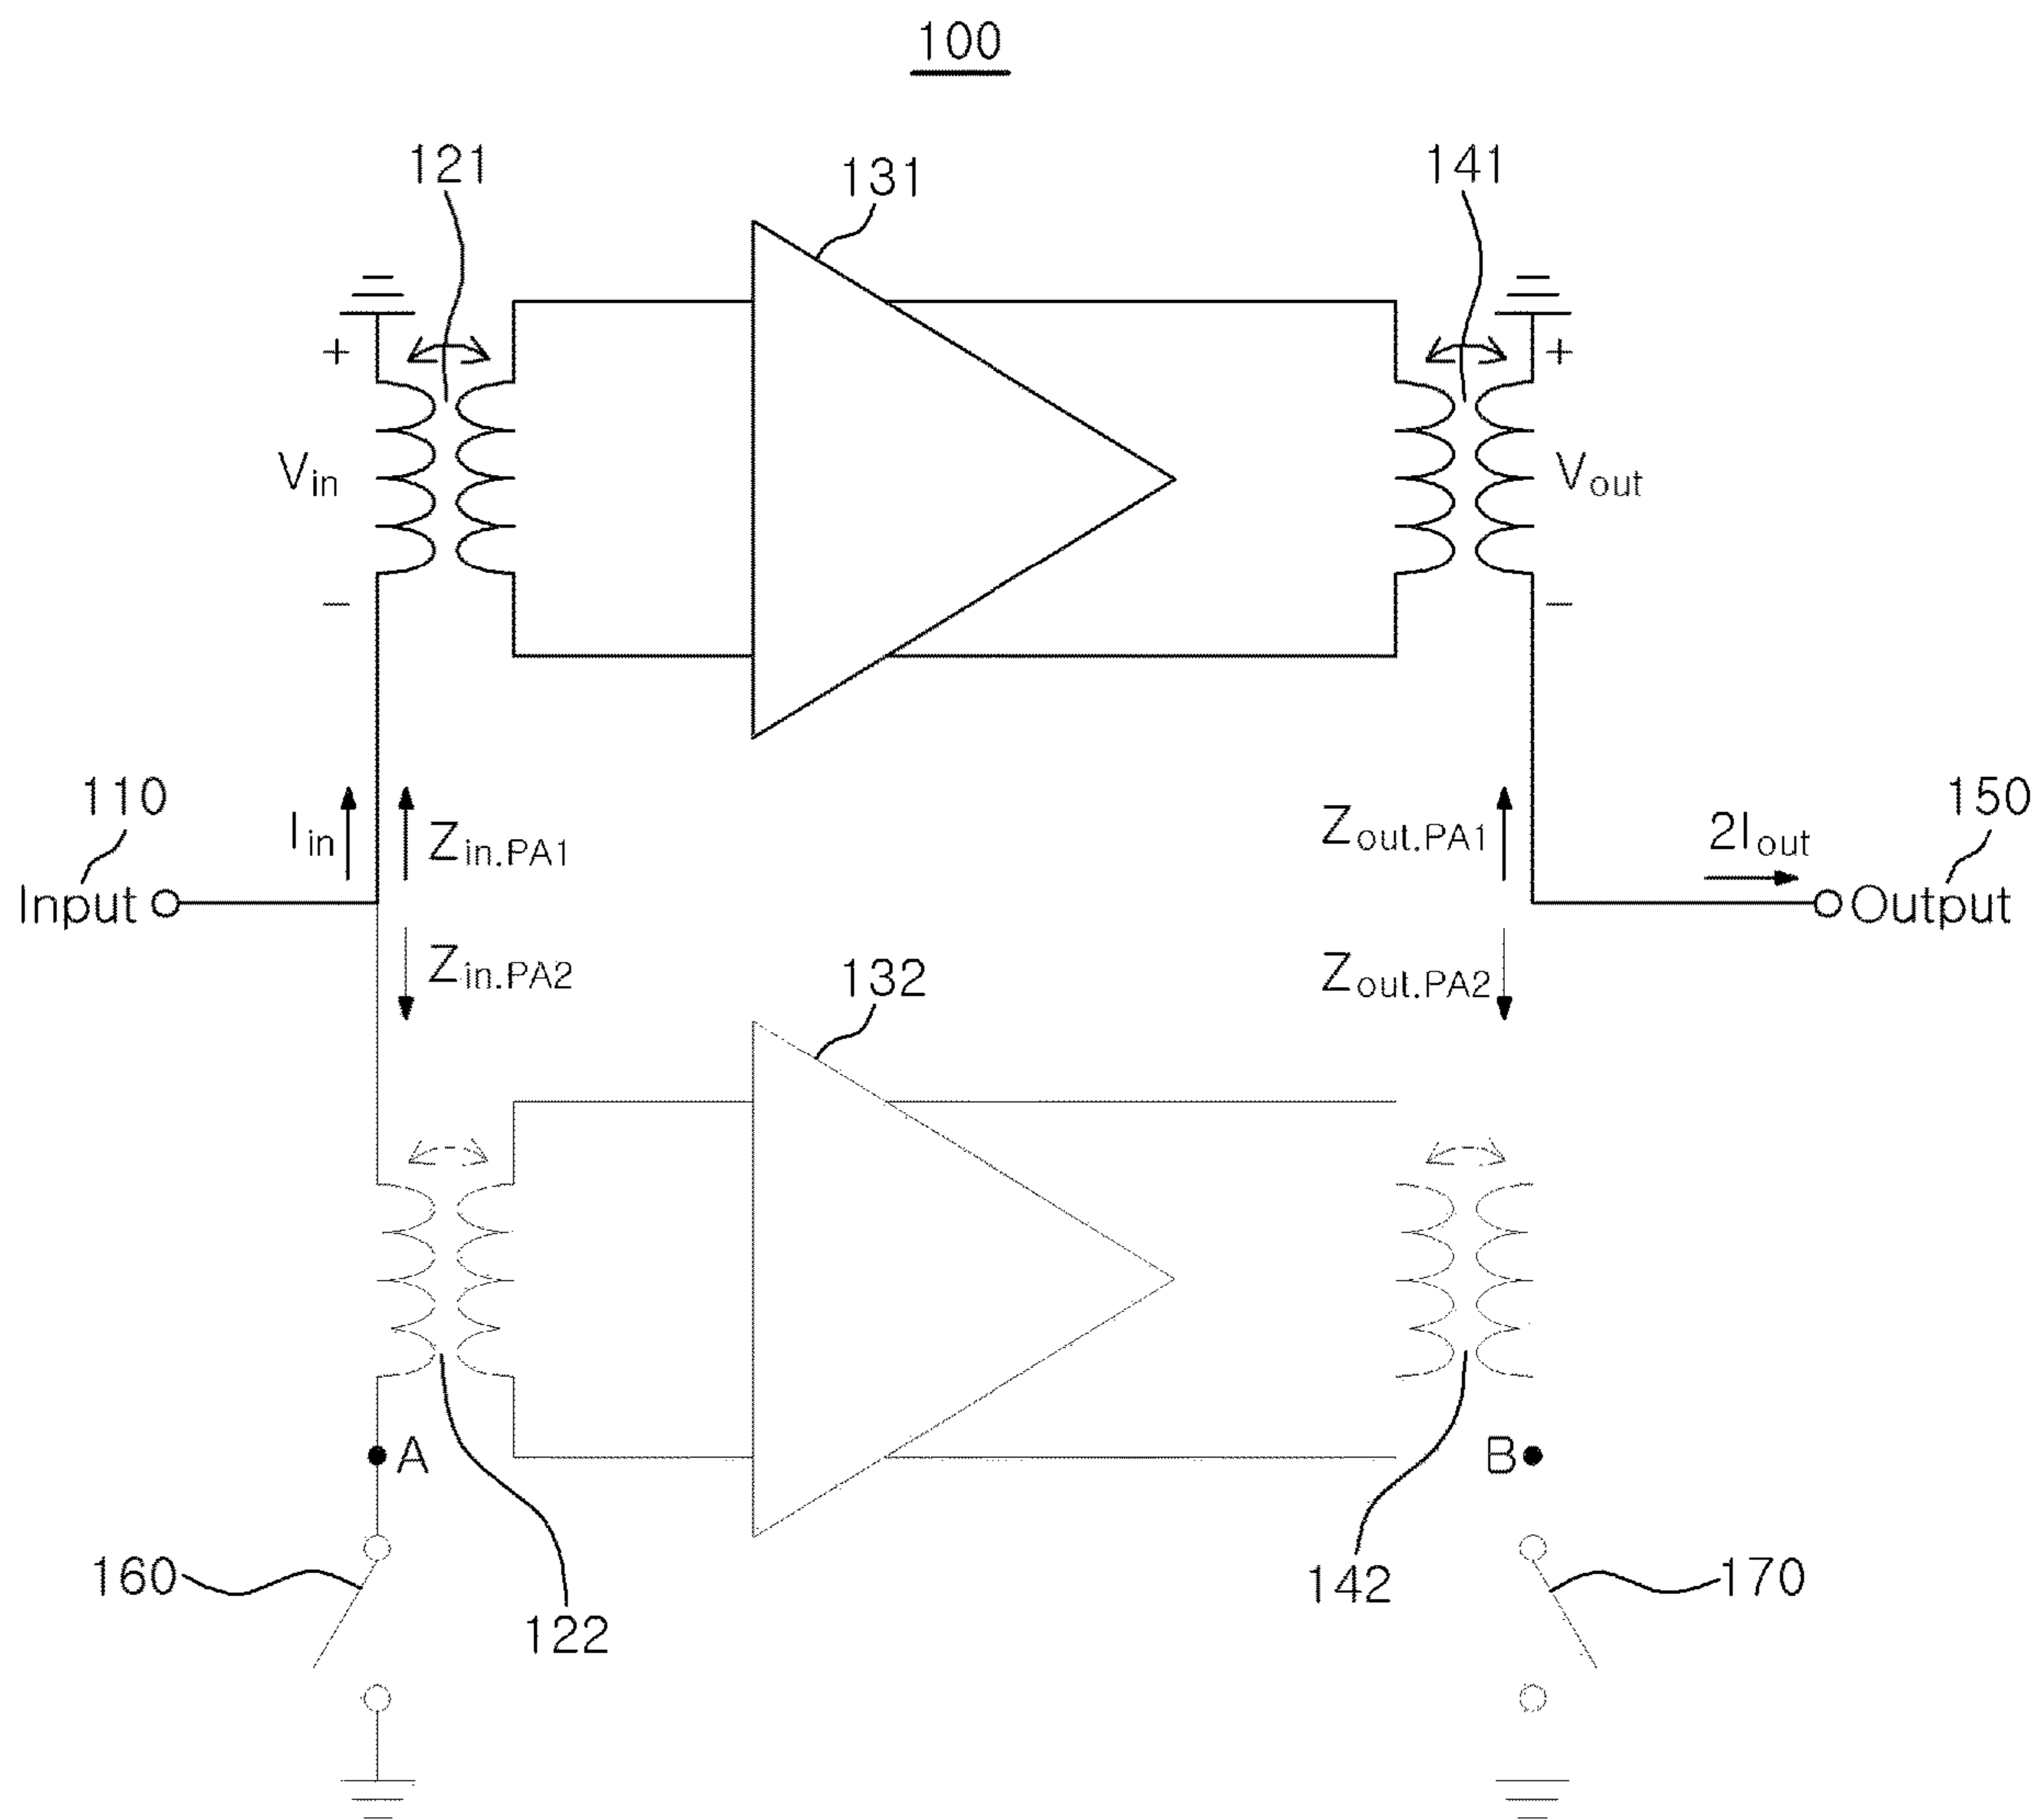 100
121
131
141
+
+
Vin
Vout
−
−
110
Iin
Zin.PA1
Zout.PA1
2Iout
150
Input
Output
Zin.PA2
132
Zout.PA2
A
B
160
122
142
170